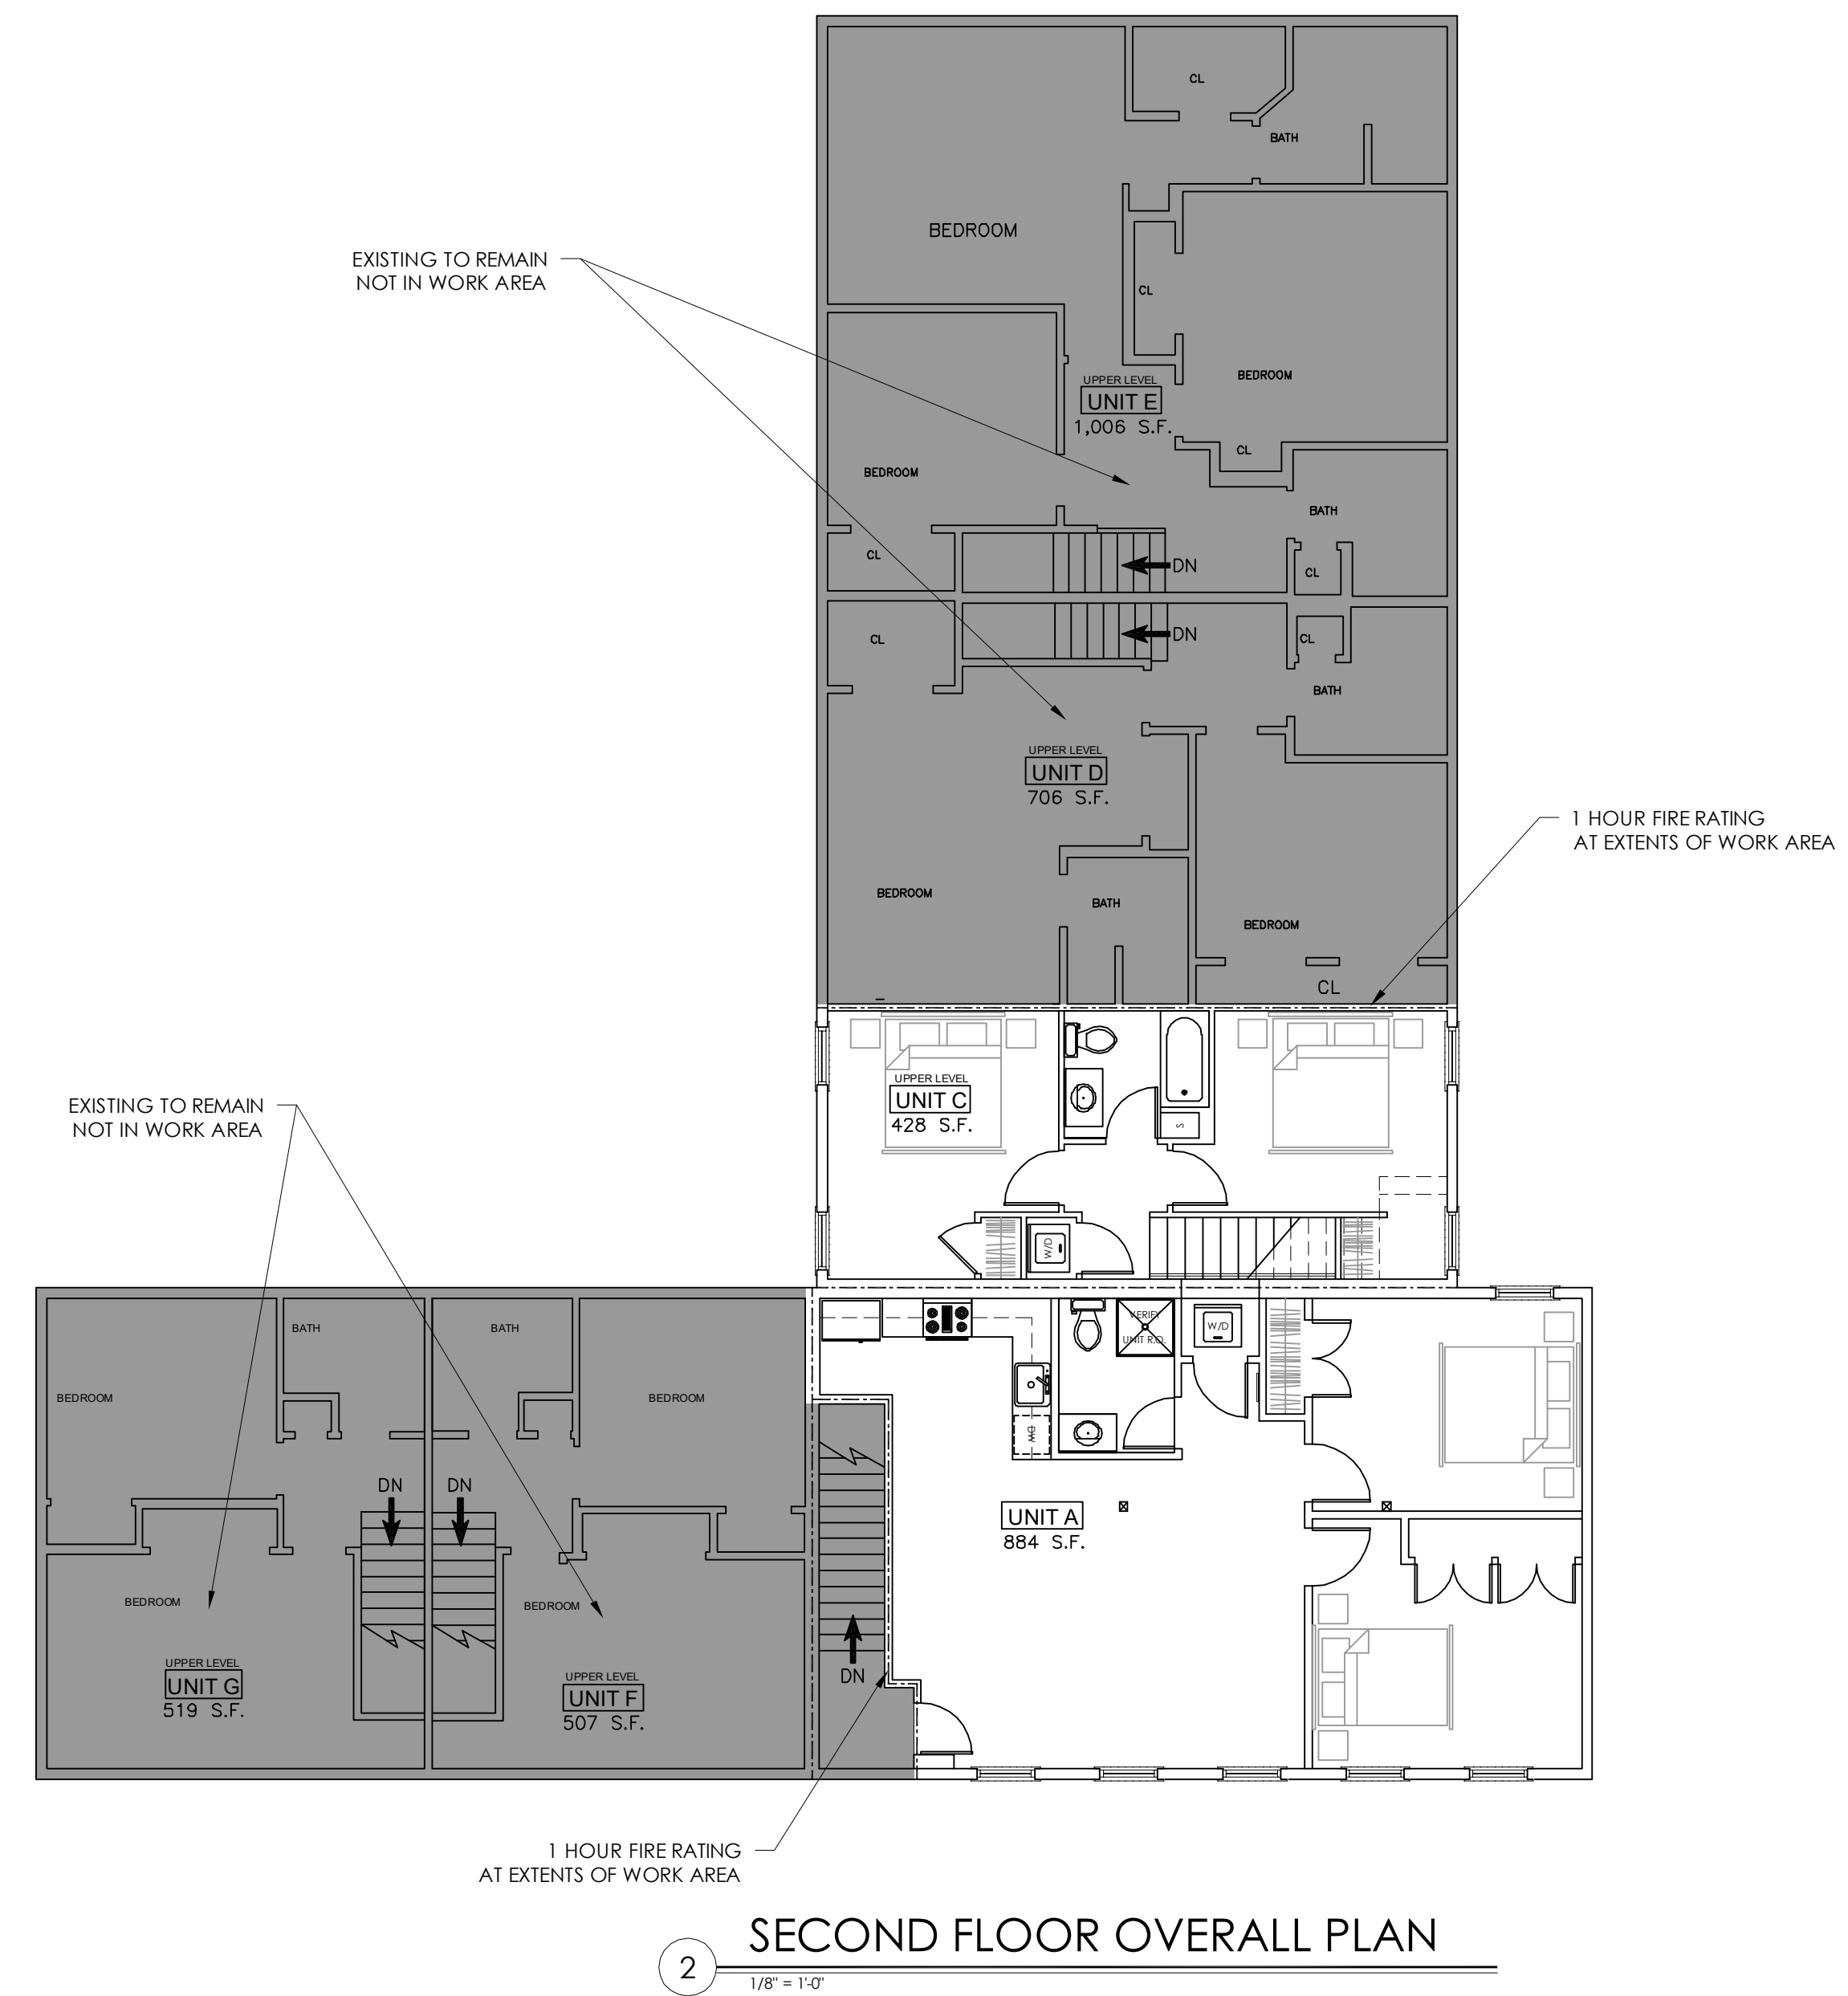 CL
BATH
BEDROOM
EXISTING TO REMAIN
NOT IN WORK AREA
CL
BEDROOM
UPPER LEVEL
UNIT E
1,006 S.F.
CL
BEDROOM
BATH
CL
DN
CL
DN
CL
CL
BATH
UPPER LEVEL
UNIT D
706 S.F.
1 HOUR FIRE RATING
AT EXTENTS OF WORK AREA
BEDROOM
BATH
BEDROOM
CL
UPPER LEVEL
UNIT C
428 S.F.
S
EXISTING TO REMAIN
NOT IN WORK AREA
W/D
BATH
BATH
VERIFY
UNIT R.O.
W/D
BEDROOM
BEDROOM
DW
DN
DN
UNIT A
884 S.F.
BEDROOM
BEDROOM
UPPER LEVEL
UNIT G
519 S.F.
UPPER LEVEL
UNIT F
507 S.F.
DN
1 HOUR FIRE RATING
AT EXTENTS OF WORK AREA
2
SECOND FLOOR OVERALL PLAN
1/8" = 1'-0"